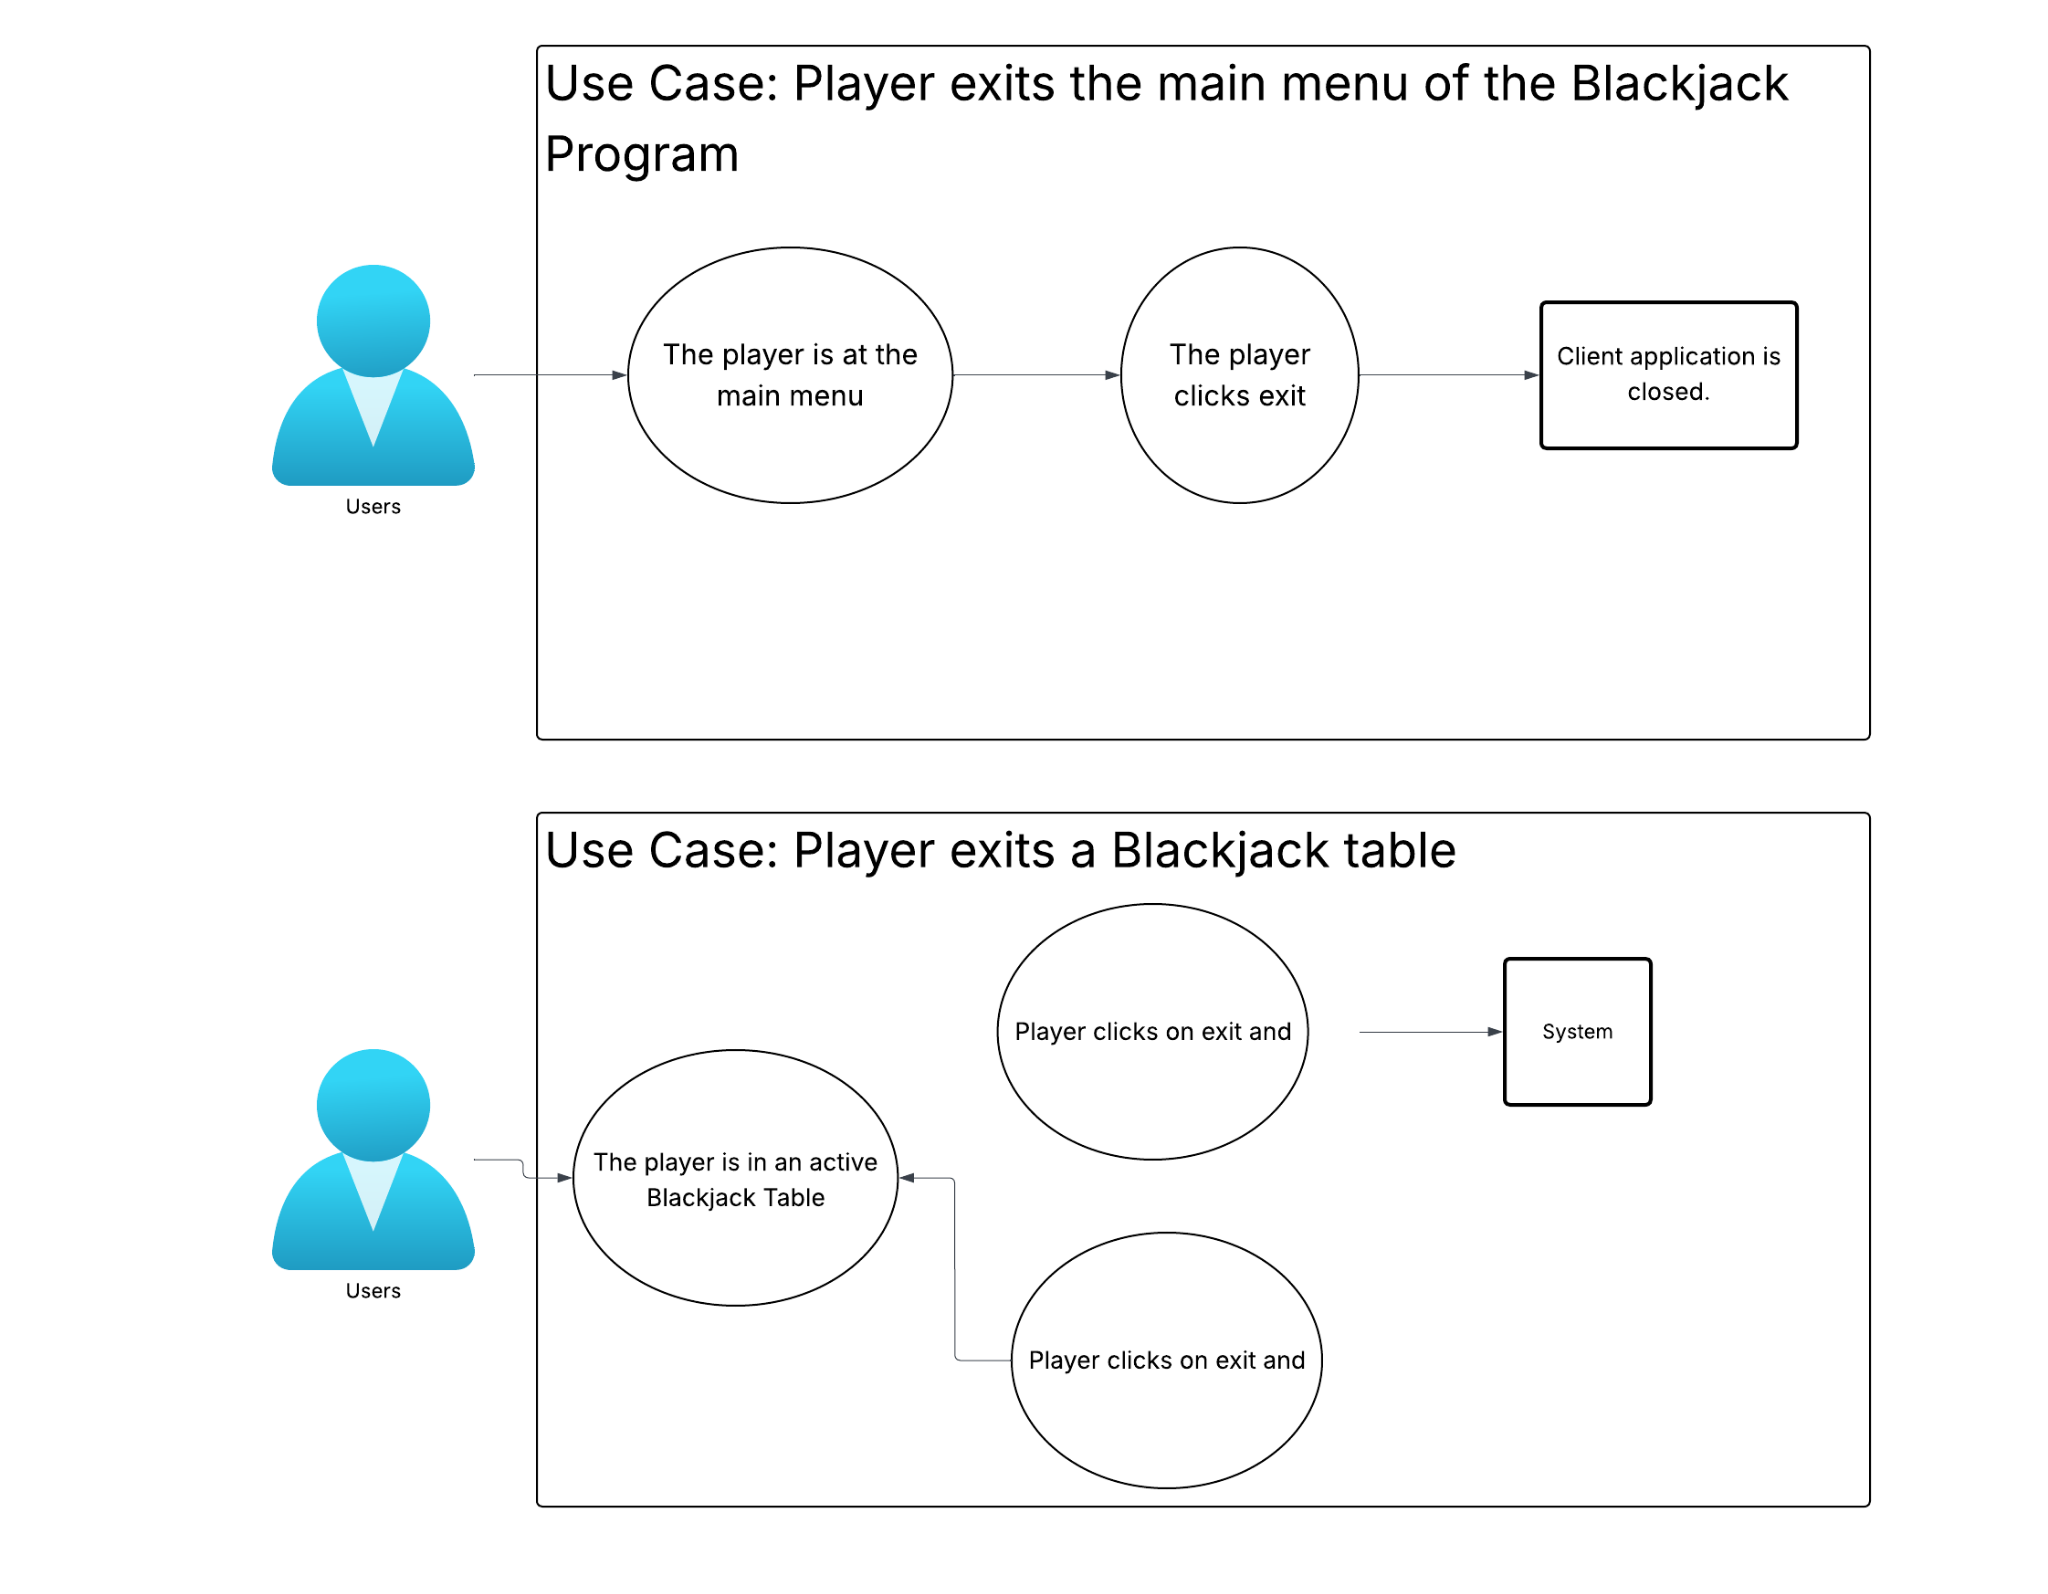 Use Case: Player exits the main menu of the Blackjack
Program
The player is at the
main menu
The player
clicks exit
Client application is
closed.
Users
Use Case: Player exits a Blackjack table
Player clicks on exit and
System
The player is in an active
Blackjack Table
Users
Player clicks on exit and